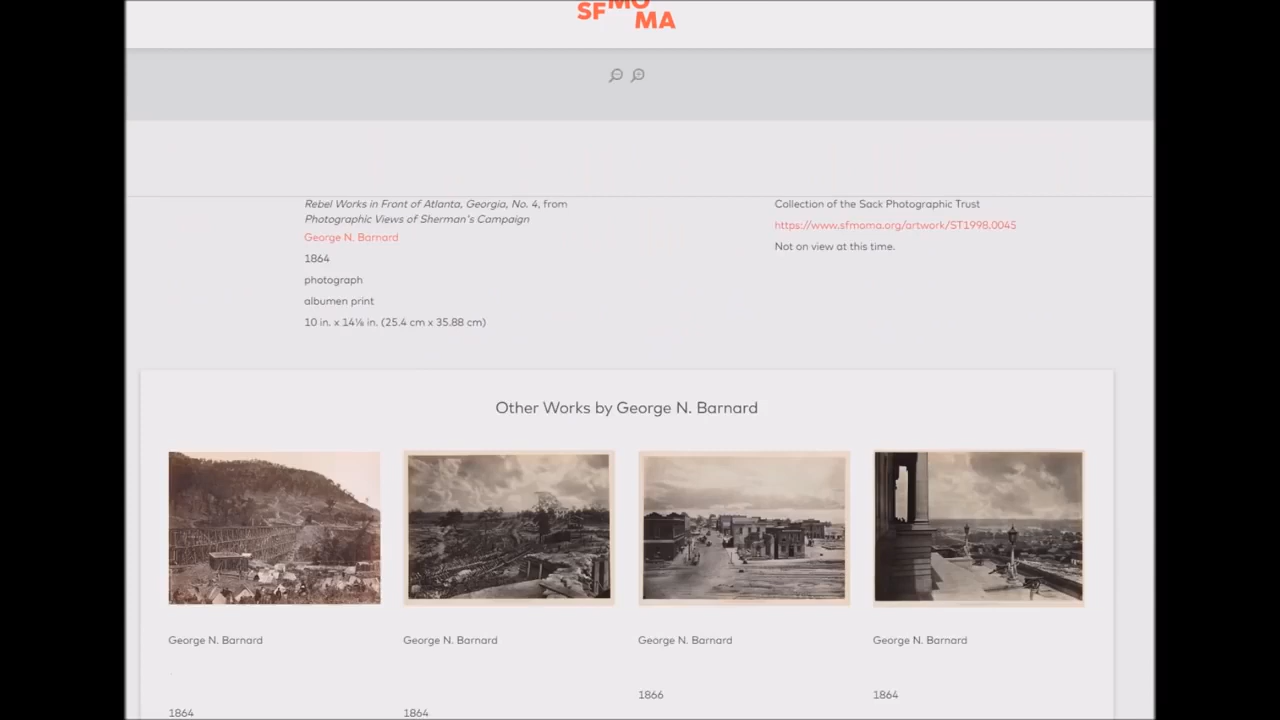 SFMOMA
Rebel Works in Front of Atlanta, Georgia, No. 4, from
Photographic Views of Sherman's Campaign
George N. Barnard
1864
photograph
albumen print
10 in. x 14⅛ in. (25.4 cm x 35.88 cm)
Collection of the Sack Photographic Trust
https://www.sfmoma.org/artwork/ST1998.0045
Not on view at this time.
Other Works by George N. Barnard
George N. Barnard
George N. Barnard
George N. Barnard
George N. Barnard
1866
1864
1864
1864